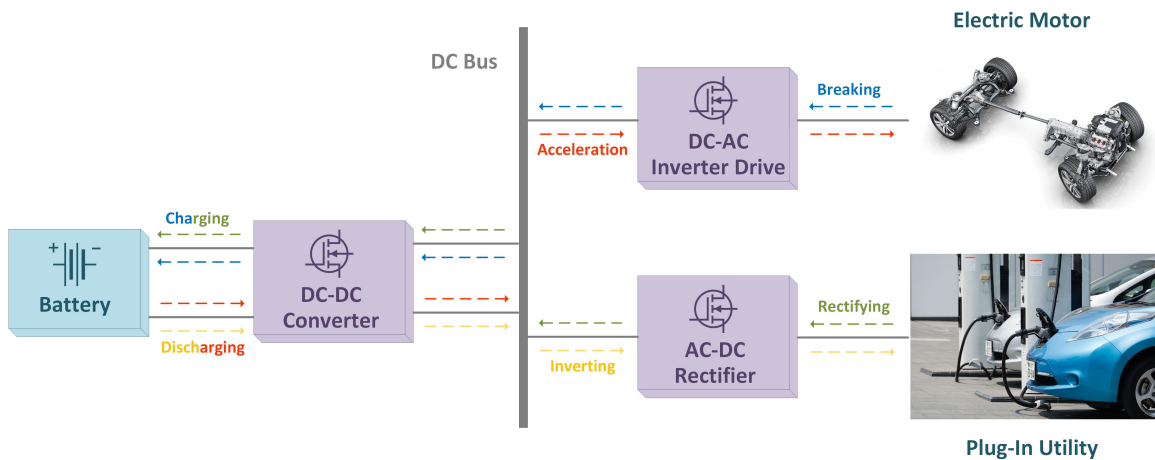 Electric Motor
DC Bus
Breaking
DC-AC
Inverter Drive
Acceleration
Charging
+ −
Battery
DC-DC
Converter
Discharging
Rectifying
AC-DC
Rectifier
Inverting
Plug-In Utility